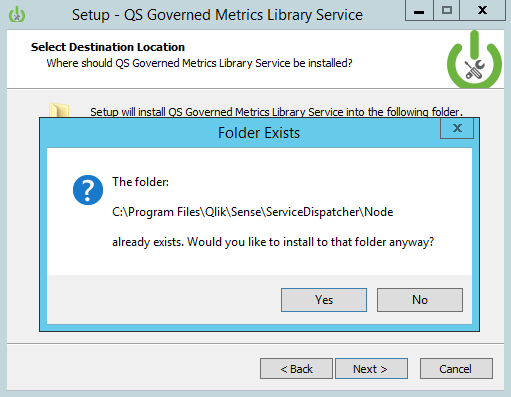 Setup - QS Governed Metrics Library Service
Select Destination Location
Where should QS Governed Metrics Library Service be installed?
Setup will install QS Governed Metrics Library Service into the following folder.
Folder Exists
The folder:
C:\Program Files\Qlik\Sense\ServiceDispatcher\Node
already exists. Would you like to install to that folder anyway?
Yes
No
< Back
Next >
Cancel